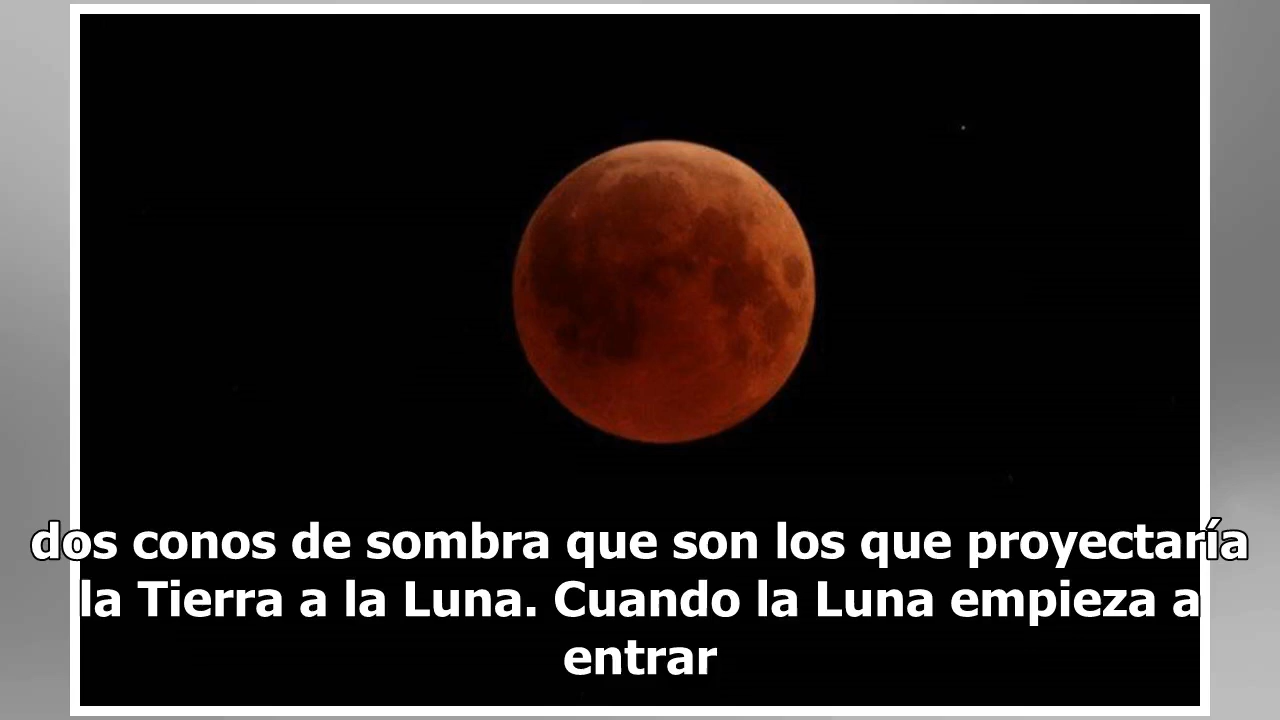 dos conos de sombra que son los que proyectaría
la Tierra a la Luna. Cuando la Luna empieza a
entrar